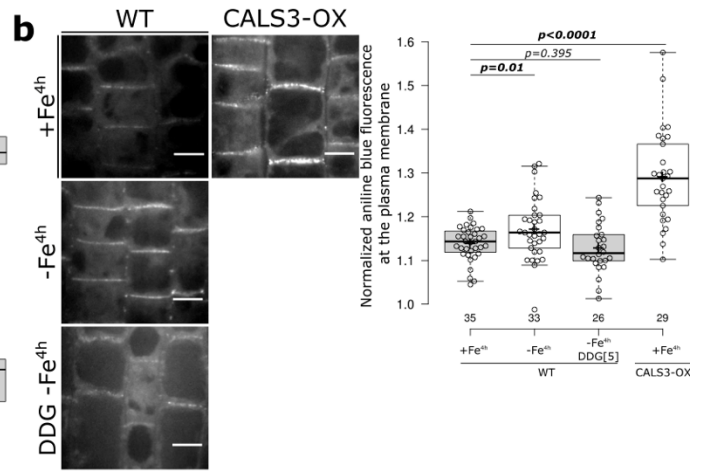 b
WT
CALS3-OX
+Fe4h
-Fe4h
DDG -Fe4h
Normalized aniline blue fluorescence
at the plasma membrane
p<0.0001
p=0.395
p=0.01
1.6
1.5
1.4
1.3
1.2
1.1
1.0
35 33 26 29
+Fe4h -Fe4h -Fe4h +Fe4h
DDG[5]
WT CALS3-OX